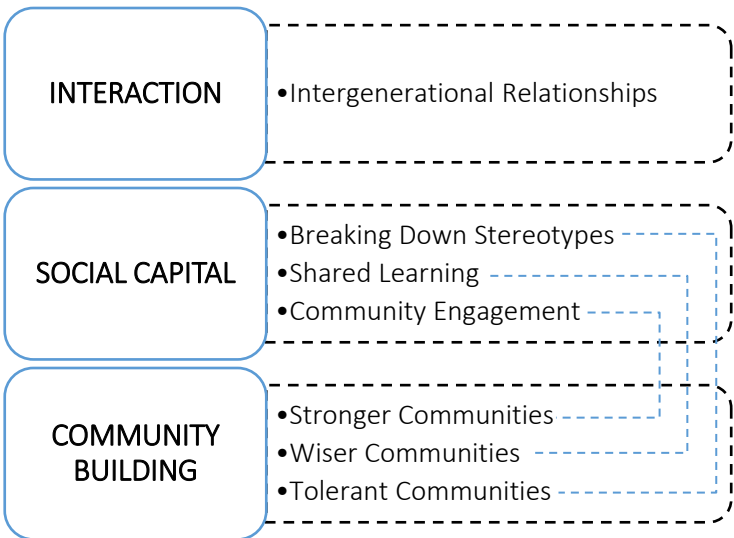 INTERACTION
•Intergenerational Relationships
SOCIAL CAPITAL
•Breaking Down Stereotypes
•Shared Learning
•Community Engagement
COMMUNITY
BUILDING
•Stronger Communities
•Wiser Communities
•Tolerant Communities